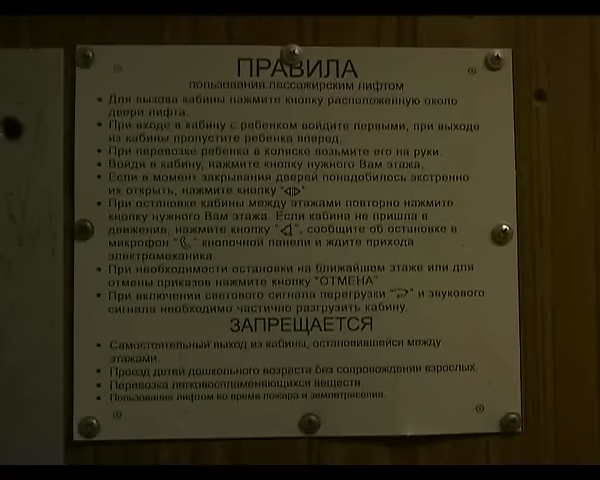 ПРАВИЛА
пользования пассажирским лифтом
• Для вызова кабины нажмите кнопку расположенную около
двери лифта.
• При входе в кабину с ребенком войдите первыми, при выходе
из кабины пропустите ребенка вперед.
• При перевозке ребенка в коляске возьмите его на руки.
• Войдя в кабину, нажмите кнопку нужного Вам этажа.
• Если в момент закрывания дверей понадобилось экстренно
их открыть, нажмите кнопку "◁▷"
• При остановке кабины между этажами повторно нажмите
кнопку нужного Вам этажа. Если кабина не пришла в
движение, нажмите кнопку "", сообщите об остановке в
микрофон "" кнопочной панели и ждите прихода
электромеханика.
• При необходимости остановки на ближайшем этаже или для
отмены приказов нажмите кнопку "ОТМЕНА"
• При включении светового сигнала перегрузки "" и звукового
сигнала необходимо частично разгрузить кабину.
ЗАПРЕЩАЕТСЯ
• Самостоятельный выход из кабины, остановившейся между
этажами.
• Проезд детей дошкольного возраста без сопровождения взрослых.
• Перевозка легковоспламеняющихся веществ
• Пользование лифтом во время пожара и землетрясения.